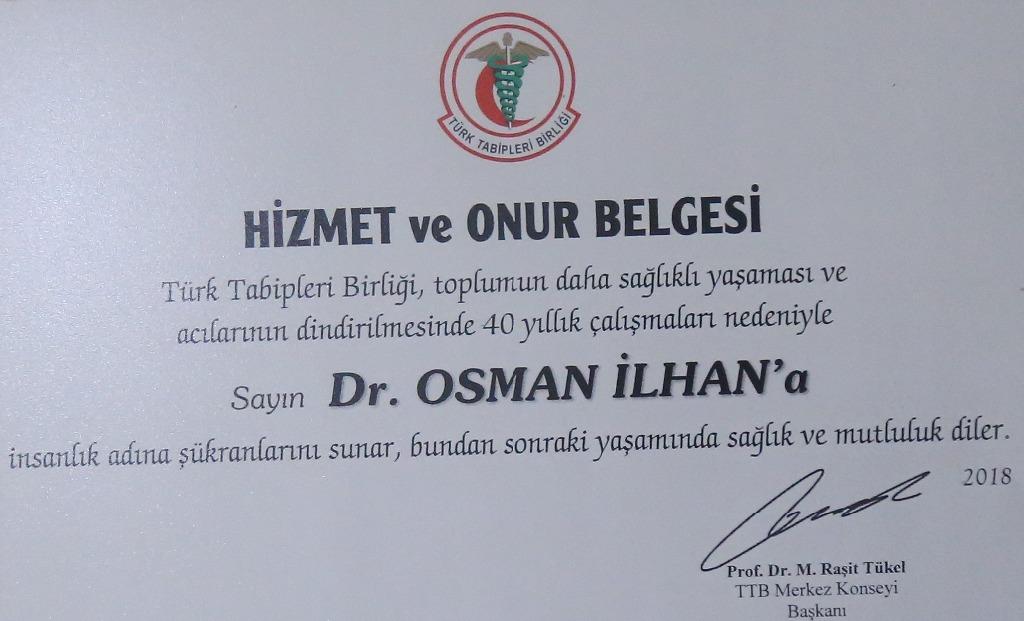 TÜRK TABİPLERİ BİRLİĞİ
HİZMET ve ONUR BELGESİ
Türk Tabipleri Birliği, toplumun daha sağlıklı yaşaması ve
acılarının dindirilmesinde 40 yıllık çalışmaları nedeniyle
Sayın Dr. OSMAN İLHAN'a
insanlık adına şükranlarını sunar, bundan sonraki yaşamında sağlık ve mutluluk diler.
2018
Prof. Dr. M. Raşit Tükel
TTB Merkez Konseyi
Başkanı